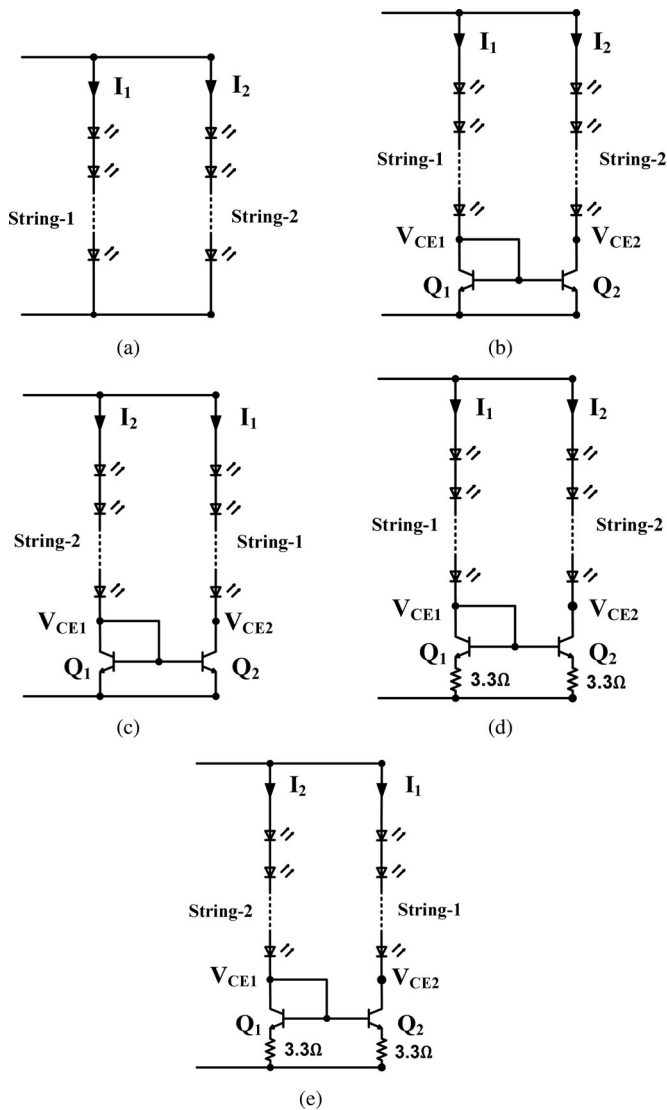 I1
I2
String-1
String-2
(a)
I1
I2
String-1
String-2
VCE1
VCE2
Q1
Q2
(b)
I2
I1
String-2
String-1
VCE1
VCE2
Q1
Q2
(c)
I1
I2
String-1
String-2
VCE1
VCE2
Q1
Q2
3.3Ω
3.3Ω
(d)
I2
I1
String-2
String-1
VCE1
VCE2
Q1
Q2
3.3Ω
3.3Ω
(e)